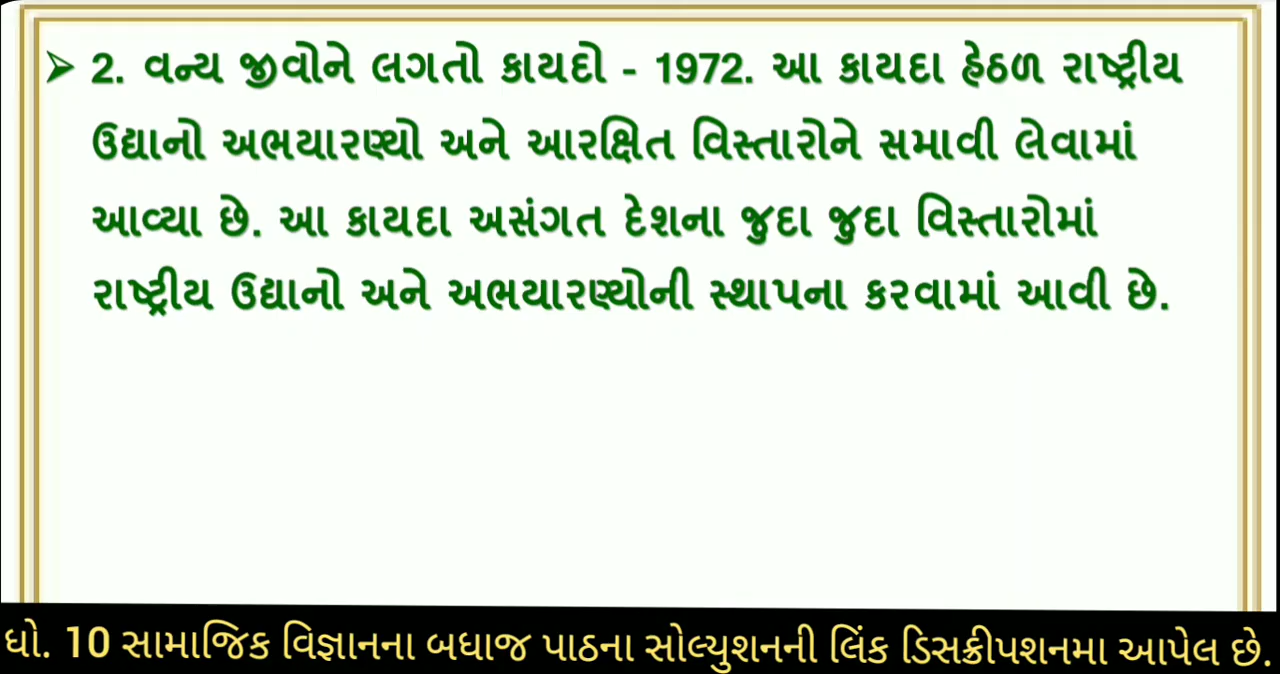 ➢ 2. વન્ય જીવોને લગતો કાયદો - 1972. આ કાયદા હેઠળ રાષ્ટ્રીય
ઉદ્યાનો અભયારણ્યો અને આરક્ષિત વિસ્તારોને સમાવી લેવામાં
આવ્યા છે. આ કાયદા અસંગત દેશના જુદા જુદા વિસ્તારોમાં
રાષ્ટ્રીય ઉદ્યાનો અને અભયારણ્યોની સ્થાપના કરવામાં આવી છે.
ધો. 10 સામાજિક વિજ્ઞાનના બધાજ પાઠના સોલ્યુશનની લિંક ડિસક્રીપશનમા આપેલ છે.